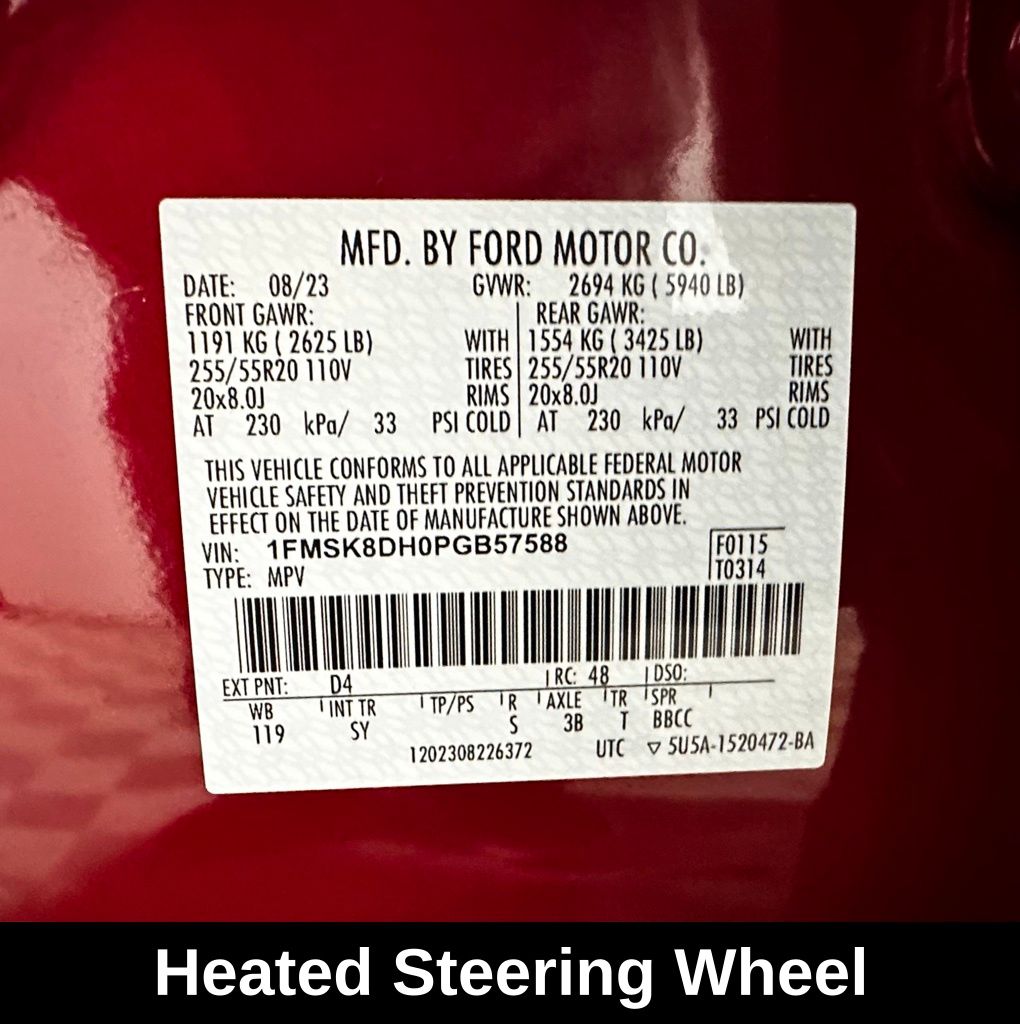 MFD. BY FORD MOTOR CO.
DATE: 08/23 GVWR: 2694 KG ( 5940 LB)
FRONT GAWR: REAR GAWR:
1191 KG ( 2625 LB) WITH 1554 KG ( 3425 LB) WITH
255/55R20 110V TIRES 255/55R20 110V TIRES
20x8.0J RIMS 20x8.0J RIMS
AT 230 kPa/ 33 PSI COLD AT 230 kPa/ 33 PSI COLD
THIS VEHICLE CONFORMS TO ALL APPLICABLE FEDERAL MOTOR
VEHICLE SAFETY AND THEFT PREVENTION STANDARDS IN
EFFECT ON THE DATE OF MANUFACTURE SHOWN ABOVE.
VIN: 1FMSK8DH0PGB57588 F0115
TYPE: MPV T0314
EXT PNT: D4 RC: 48 DSO:
WB INT TR TP/PS R AXLE TR SPR
119 SY S 3B T BBCC
1202308226372 UTC ▽ 5U5A-1520472-BA
Heated Steering Wheel